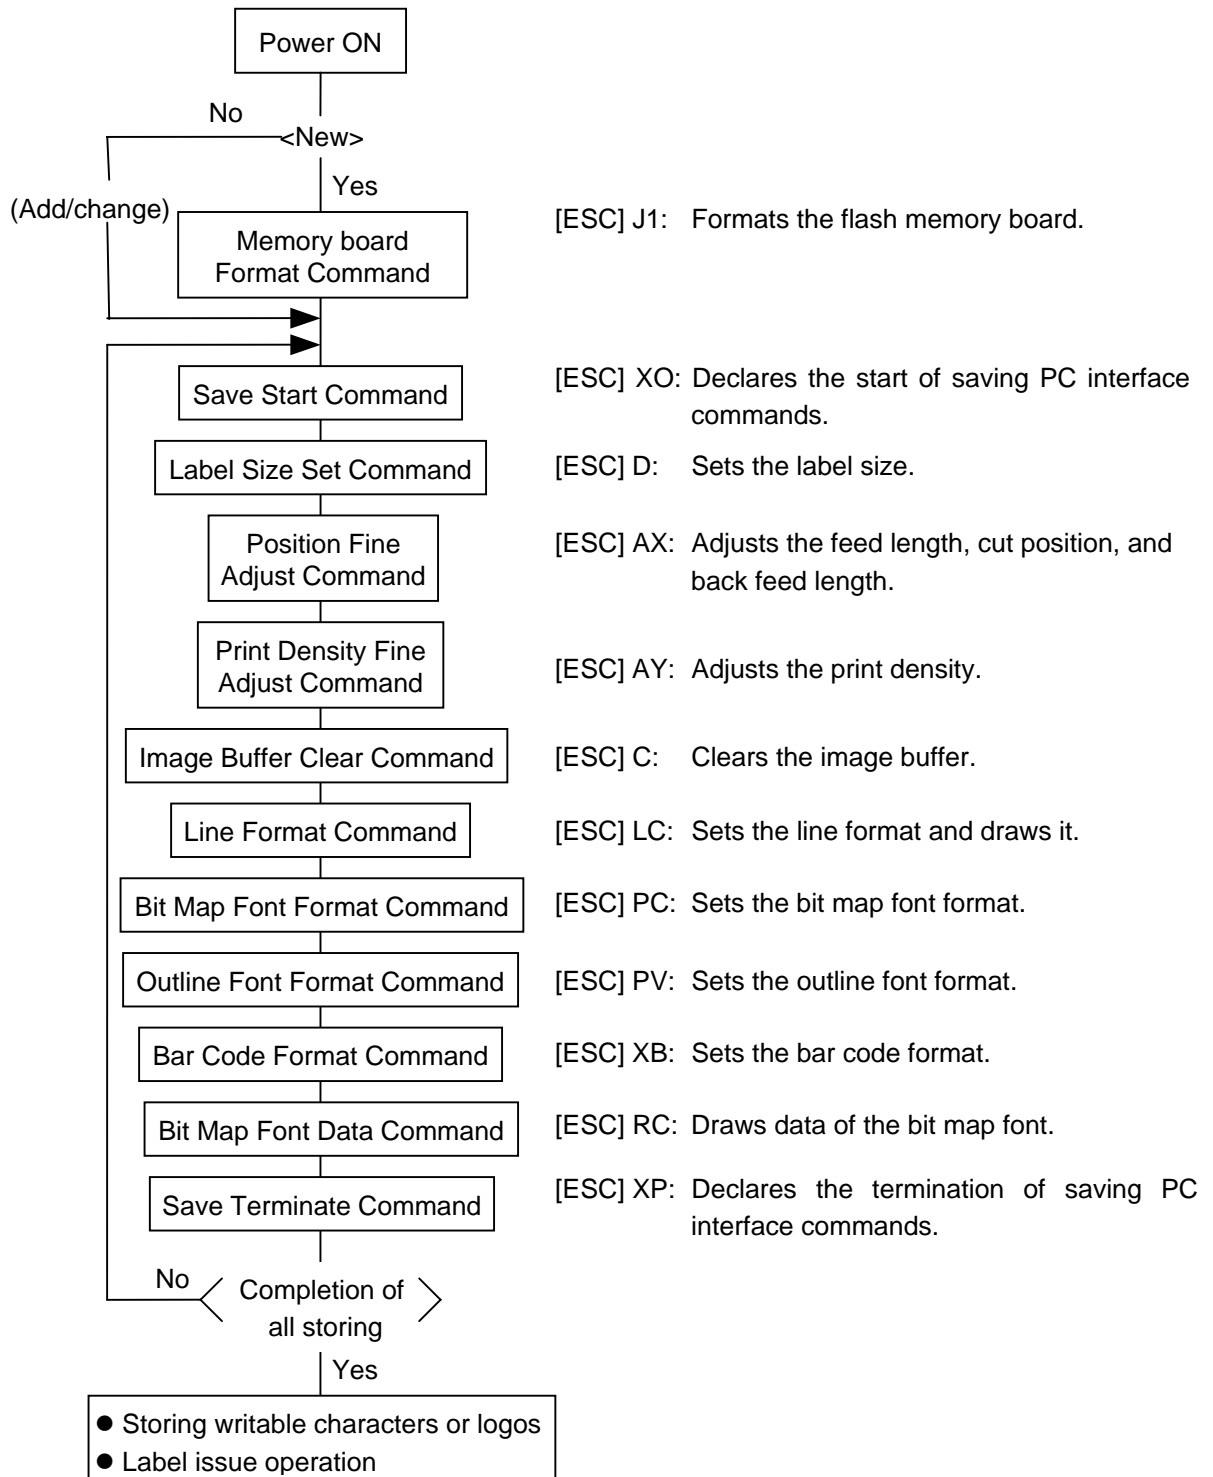 Power ON
No
<New>
Yes
(Add/change)
Memory board
Format Command
[ESC] J1: Formats the flash memory board.
Save Start Command
[ESC] XO: Declares the start of saving PC interface
commands.
Label Size Set Command
[ESC] D: Sets the label size.
Position Fine
Adjust Command
[ESC] AX: Adjusts the feed length, cut position, and
back feed length.
Print Density Fine
Adjust Command
[ESC] AY: Adjusts the print density.
Image Buffer Clear Command
[ESC] C: Clears the image buffer.
Line Format Command
[ESC] LC: Sets the line format and draws it.
Bit Map Font Format Command
[ESC] PC: Sets the bit map font format.
Outline Font Format Command
[ESC] PV: Sets the outline font format.
Bar Code Format Command
[ESC] XB: Sets the bar code format.
Bit Map Font Data Command
[ESC] RC: Draws data of the bit map font.
Save Terminate Command
[ESC] XP: Declares the termination of saving PC
interface commands.
No
Completion of
all storing
Yes
● Storing writable characters or logos
● Label issue operation